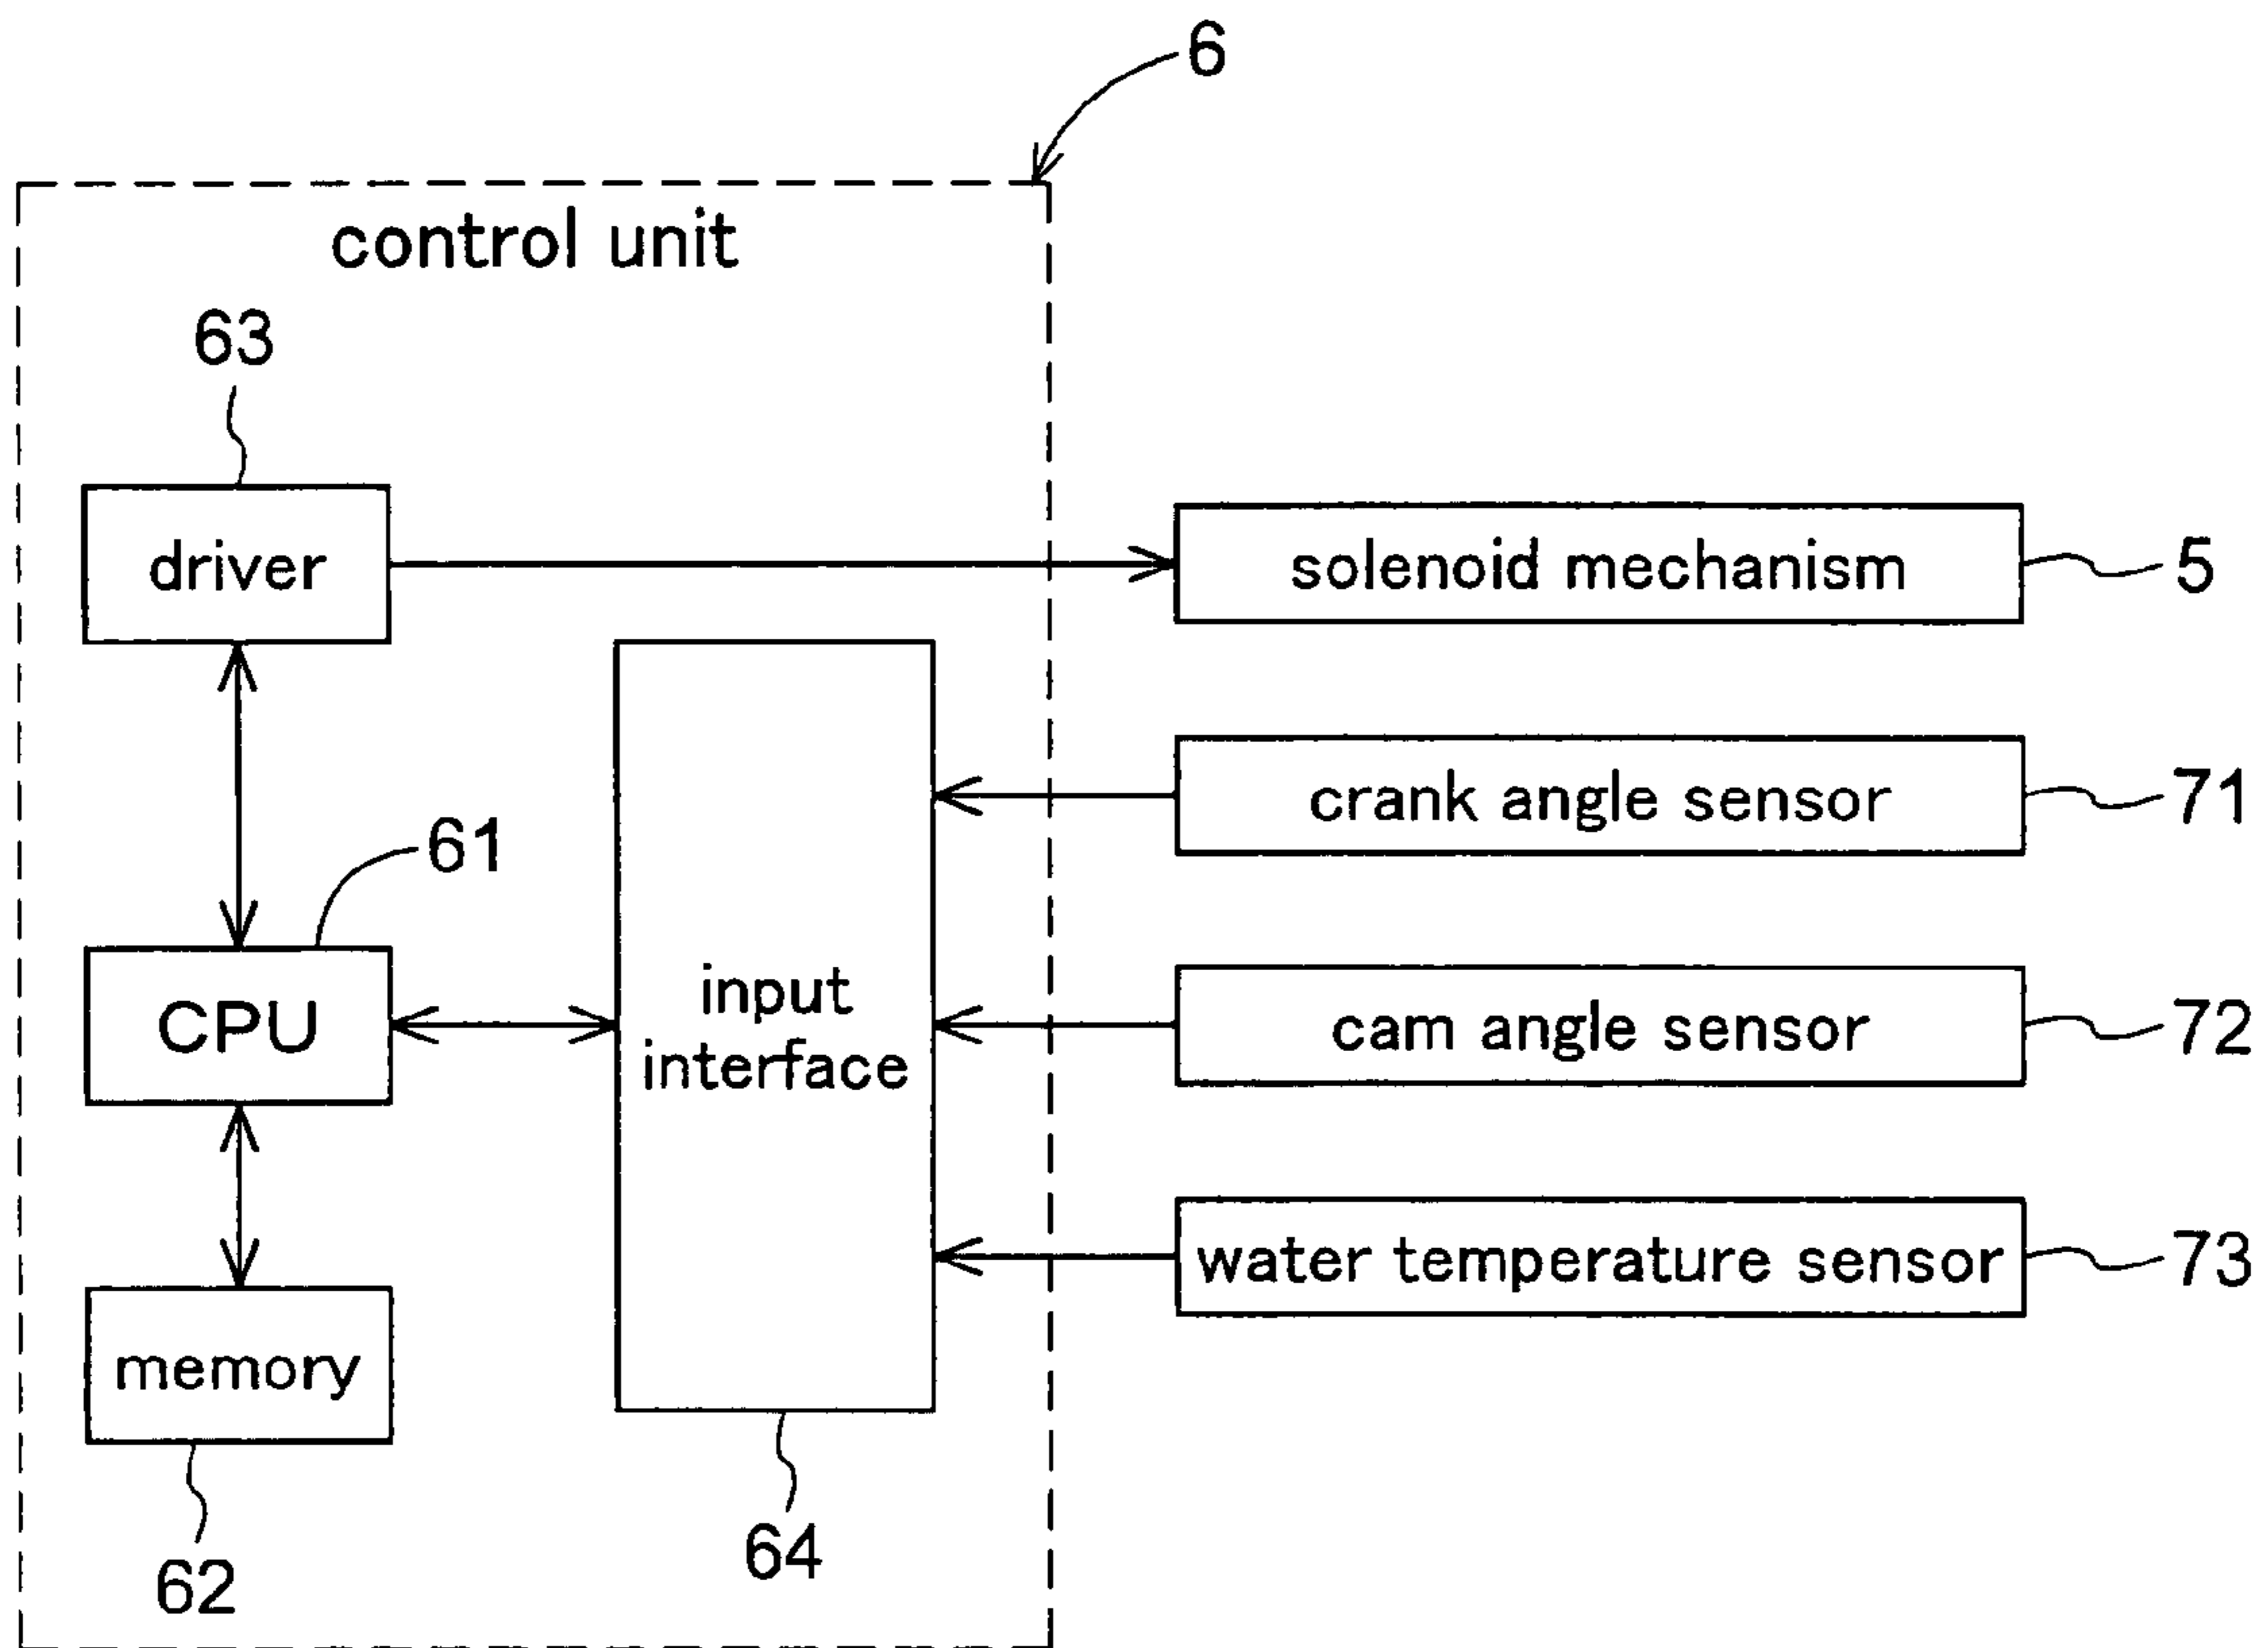 6
control unit
63
driver
solenoid mechanism
5
crank angle sensor
71
61
CPU
input
interface
cam angle sensor
72
water temperature sensor
73
memory
64
62